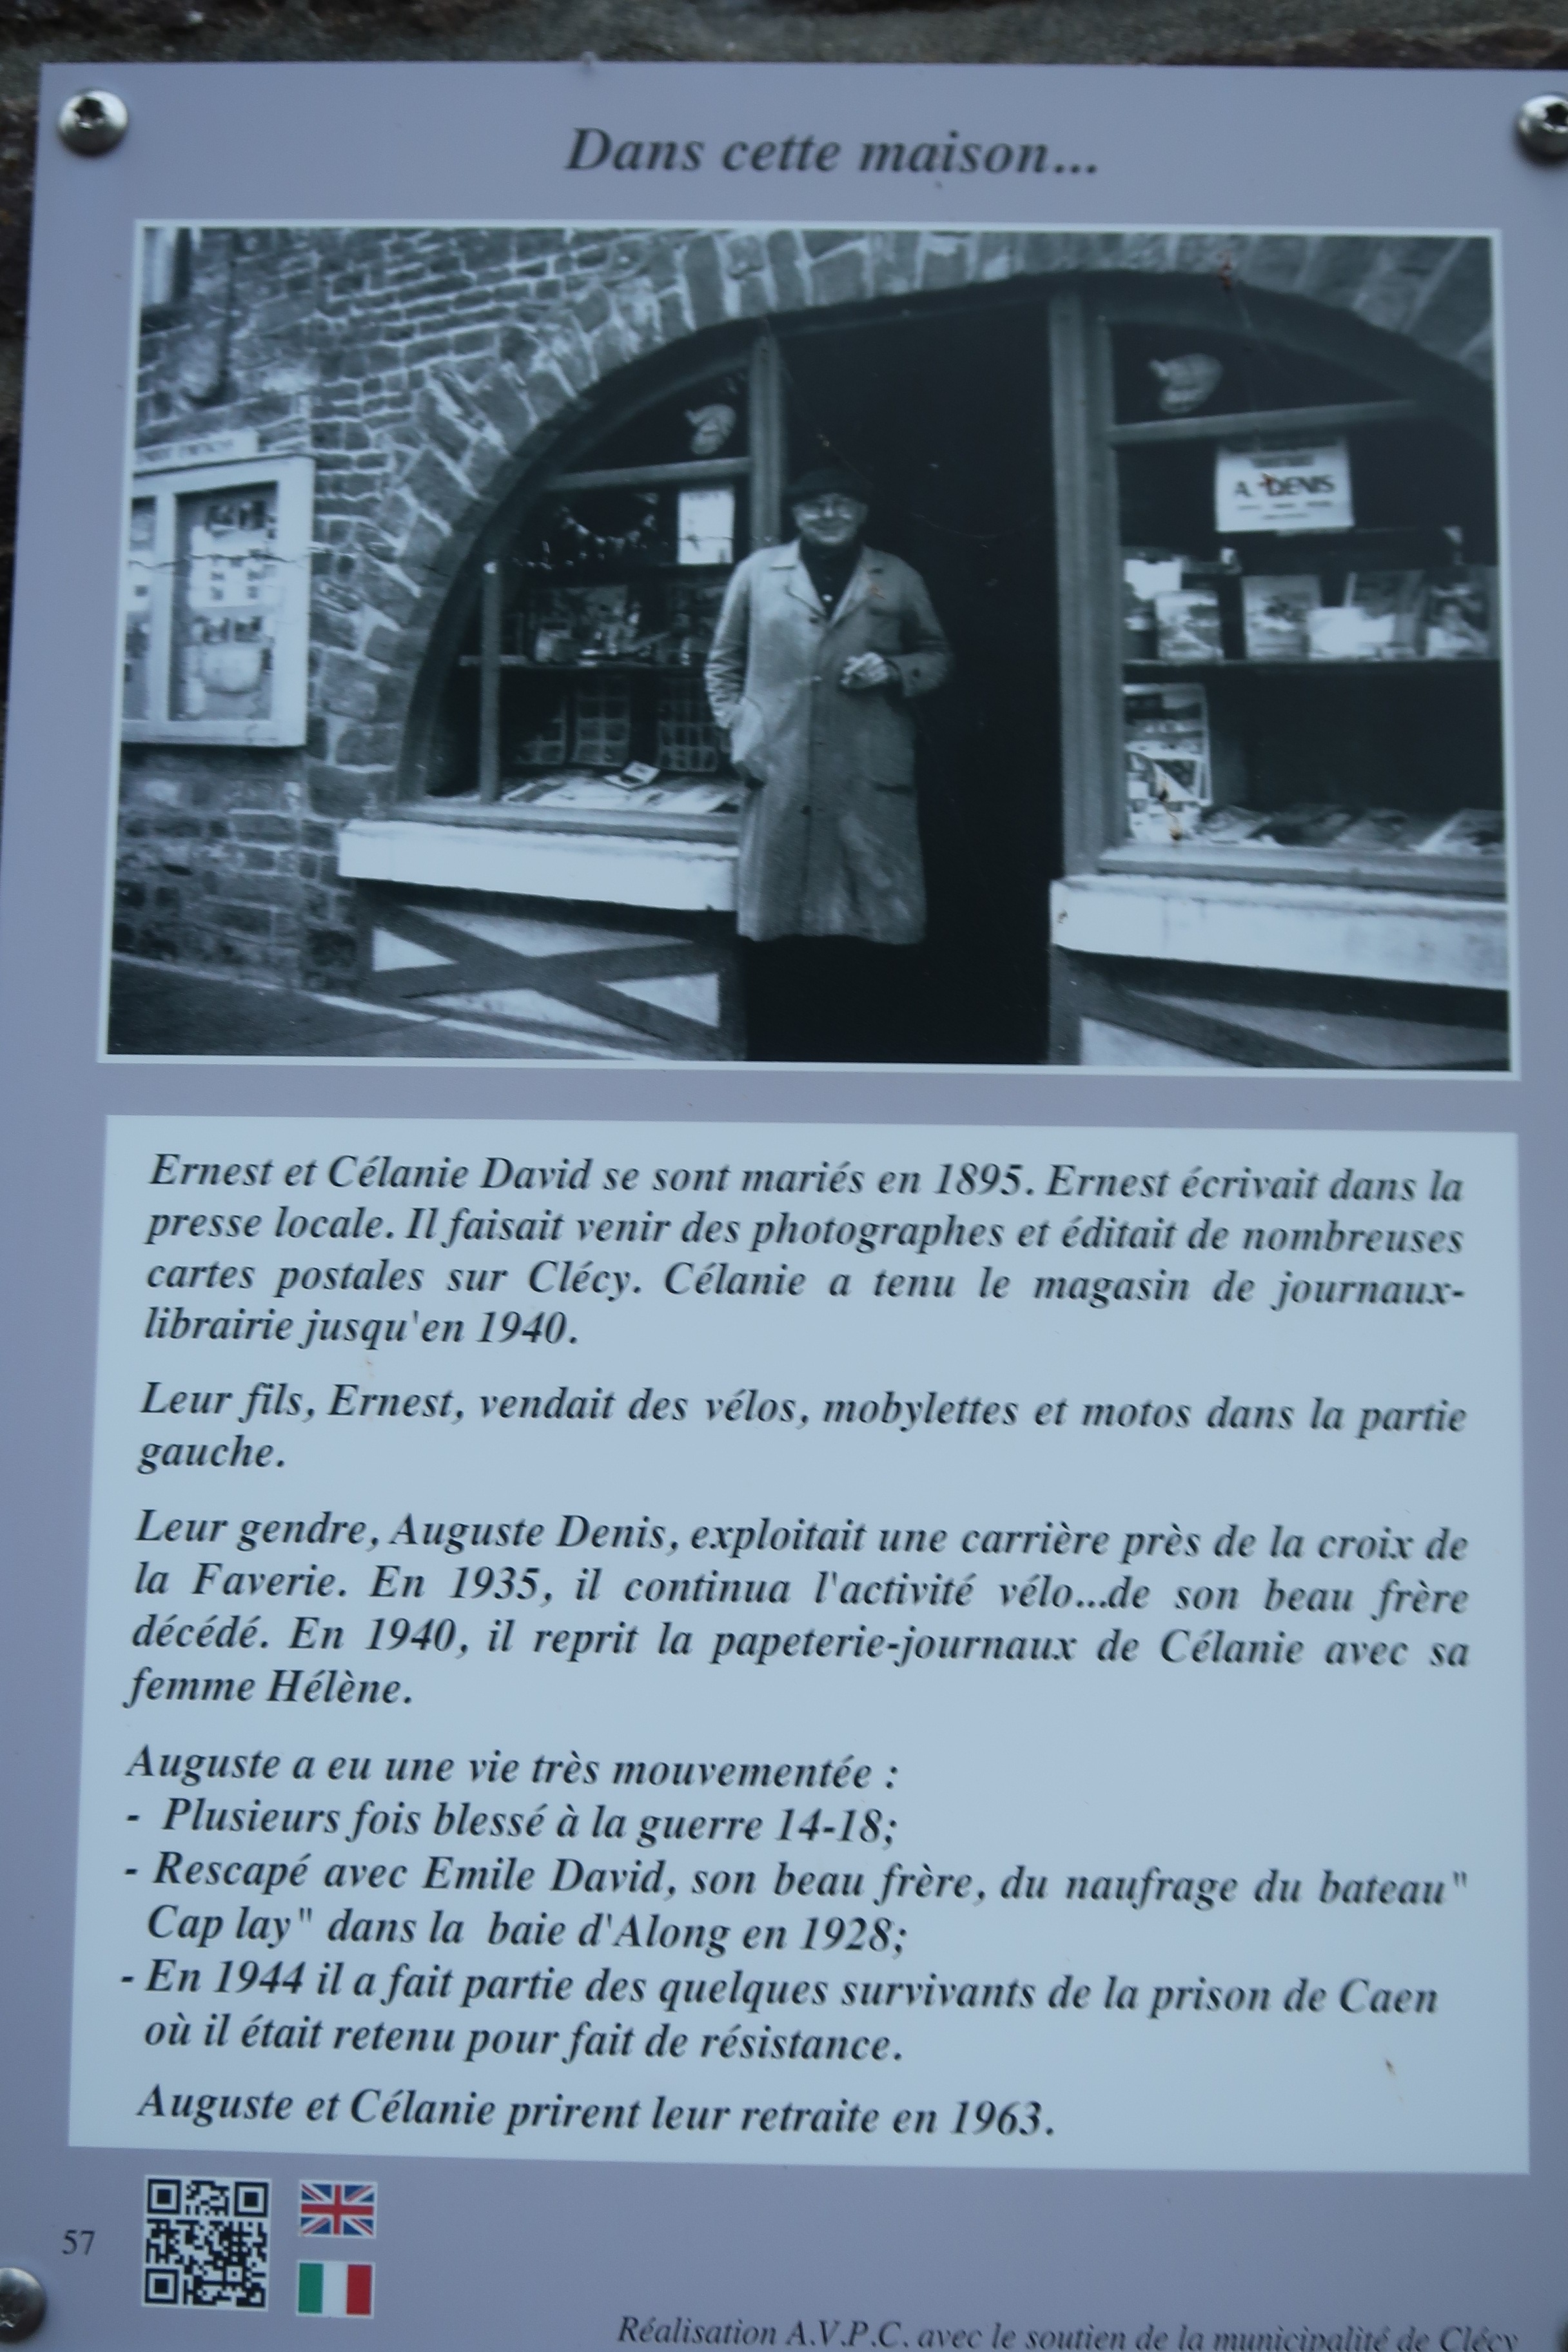 Dans cette maison...
A. DENIS
Ernest et Célanie David se sont mariés en 1895. Ernest écrivait dans la
presse locale. Il faisait venir des photographes et éditait de nombreuses
cartes postales sur Clécy. Célanie a tenu le magasin de journaux-
librairie jusqu'en 1940.
Leur fils, Ernest, vendait des vélos, mobylettes et motos dans la partie
gauche.
Leur gendre, Auguste Denis, exploitait une carrière près de la croix de
la Faverie. En 1935, il continua l'activité vélo...de son beau frère
décédé. En 1940, il reprit la papeterie-journaux de Célanie avec sa
femme Hélène.
Auguste a eu une vie très mouvementée :
- Plusieurs fois blessé à la guerre 14-18;
- Rescapé avec Emile David, son beau frère, du naufrage du bateau"
Cap lay" dans la baie d'Along en 1928;
- En 1944 il a fait partie des quelques survivants de la prison de Caen
où il était retenu pour fait de résistance.
Auguste et Célanie prirent leur retraite en 1963.
57
Réalisation A.V.P.C. avec le soutien de la municipalité de Clécy